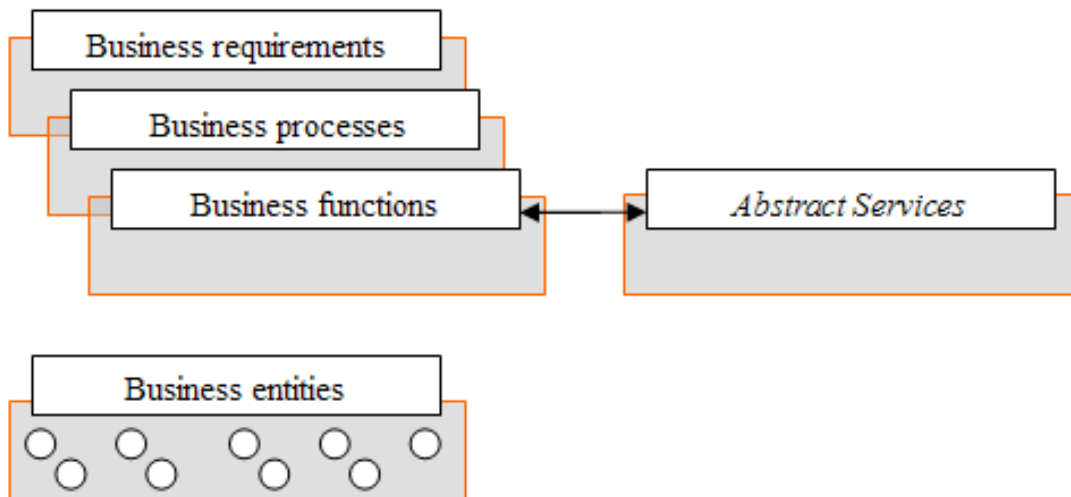 Business requirements
Business processes
Business functions
Abstract Services
Business entities